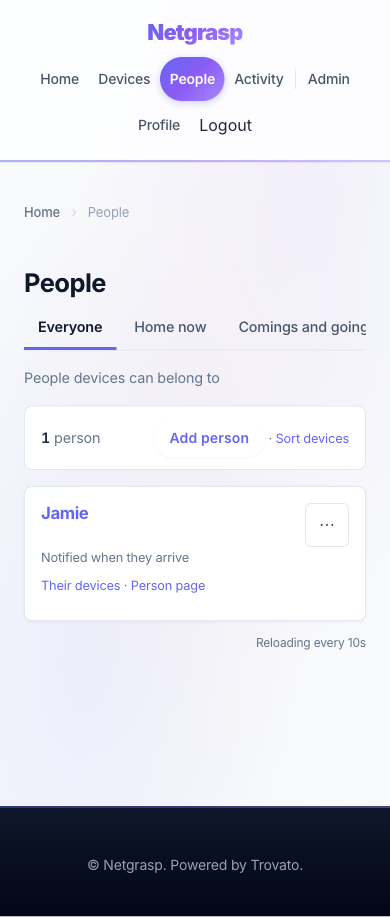 Netgrasp
Home Devices People Activity Admin
Profile Logout
Home › People
People
Everyone Home now Comings and going
People devices can belong to
1 person Add person · Sort devices
Jamie ...
Notified when they arrive
Their devices · Person page
Reloading every 10s
© Netgrasp. Powered by Trovato.